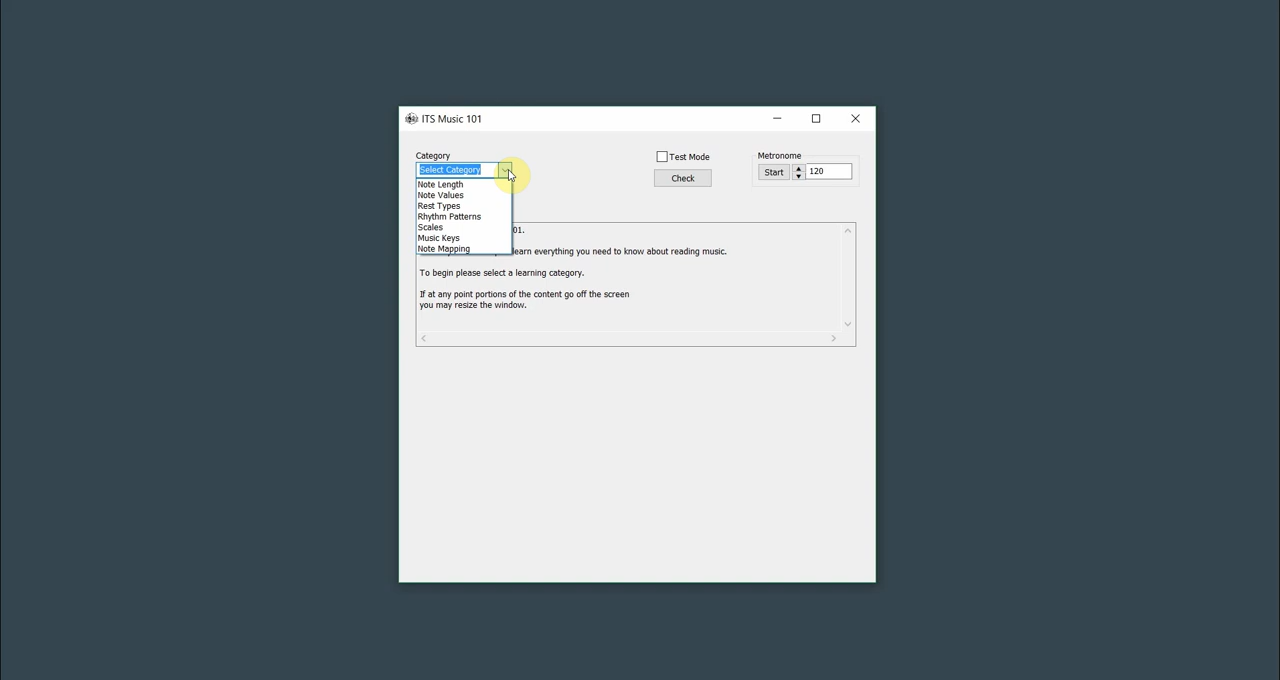 ITS Music 101
Category
Test Mode
Metronome
Select Category
Start
120
Check
Note Length
Note Values
Rest Types
Rhythm Patterns
Scales
Music Keys
Note Mapping
01.
learn everything you need to know about reading music.
To begin please select a learning category.
If at any point portions of the content go off the screen
you may resize the window.